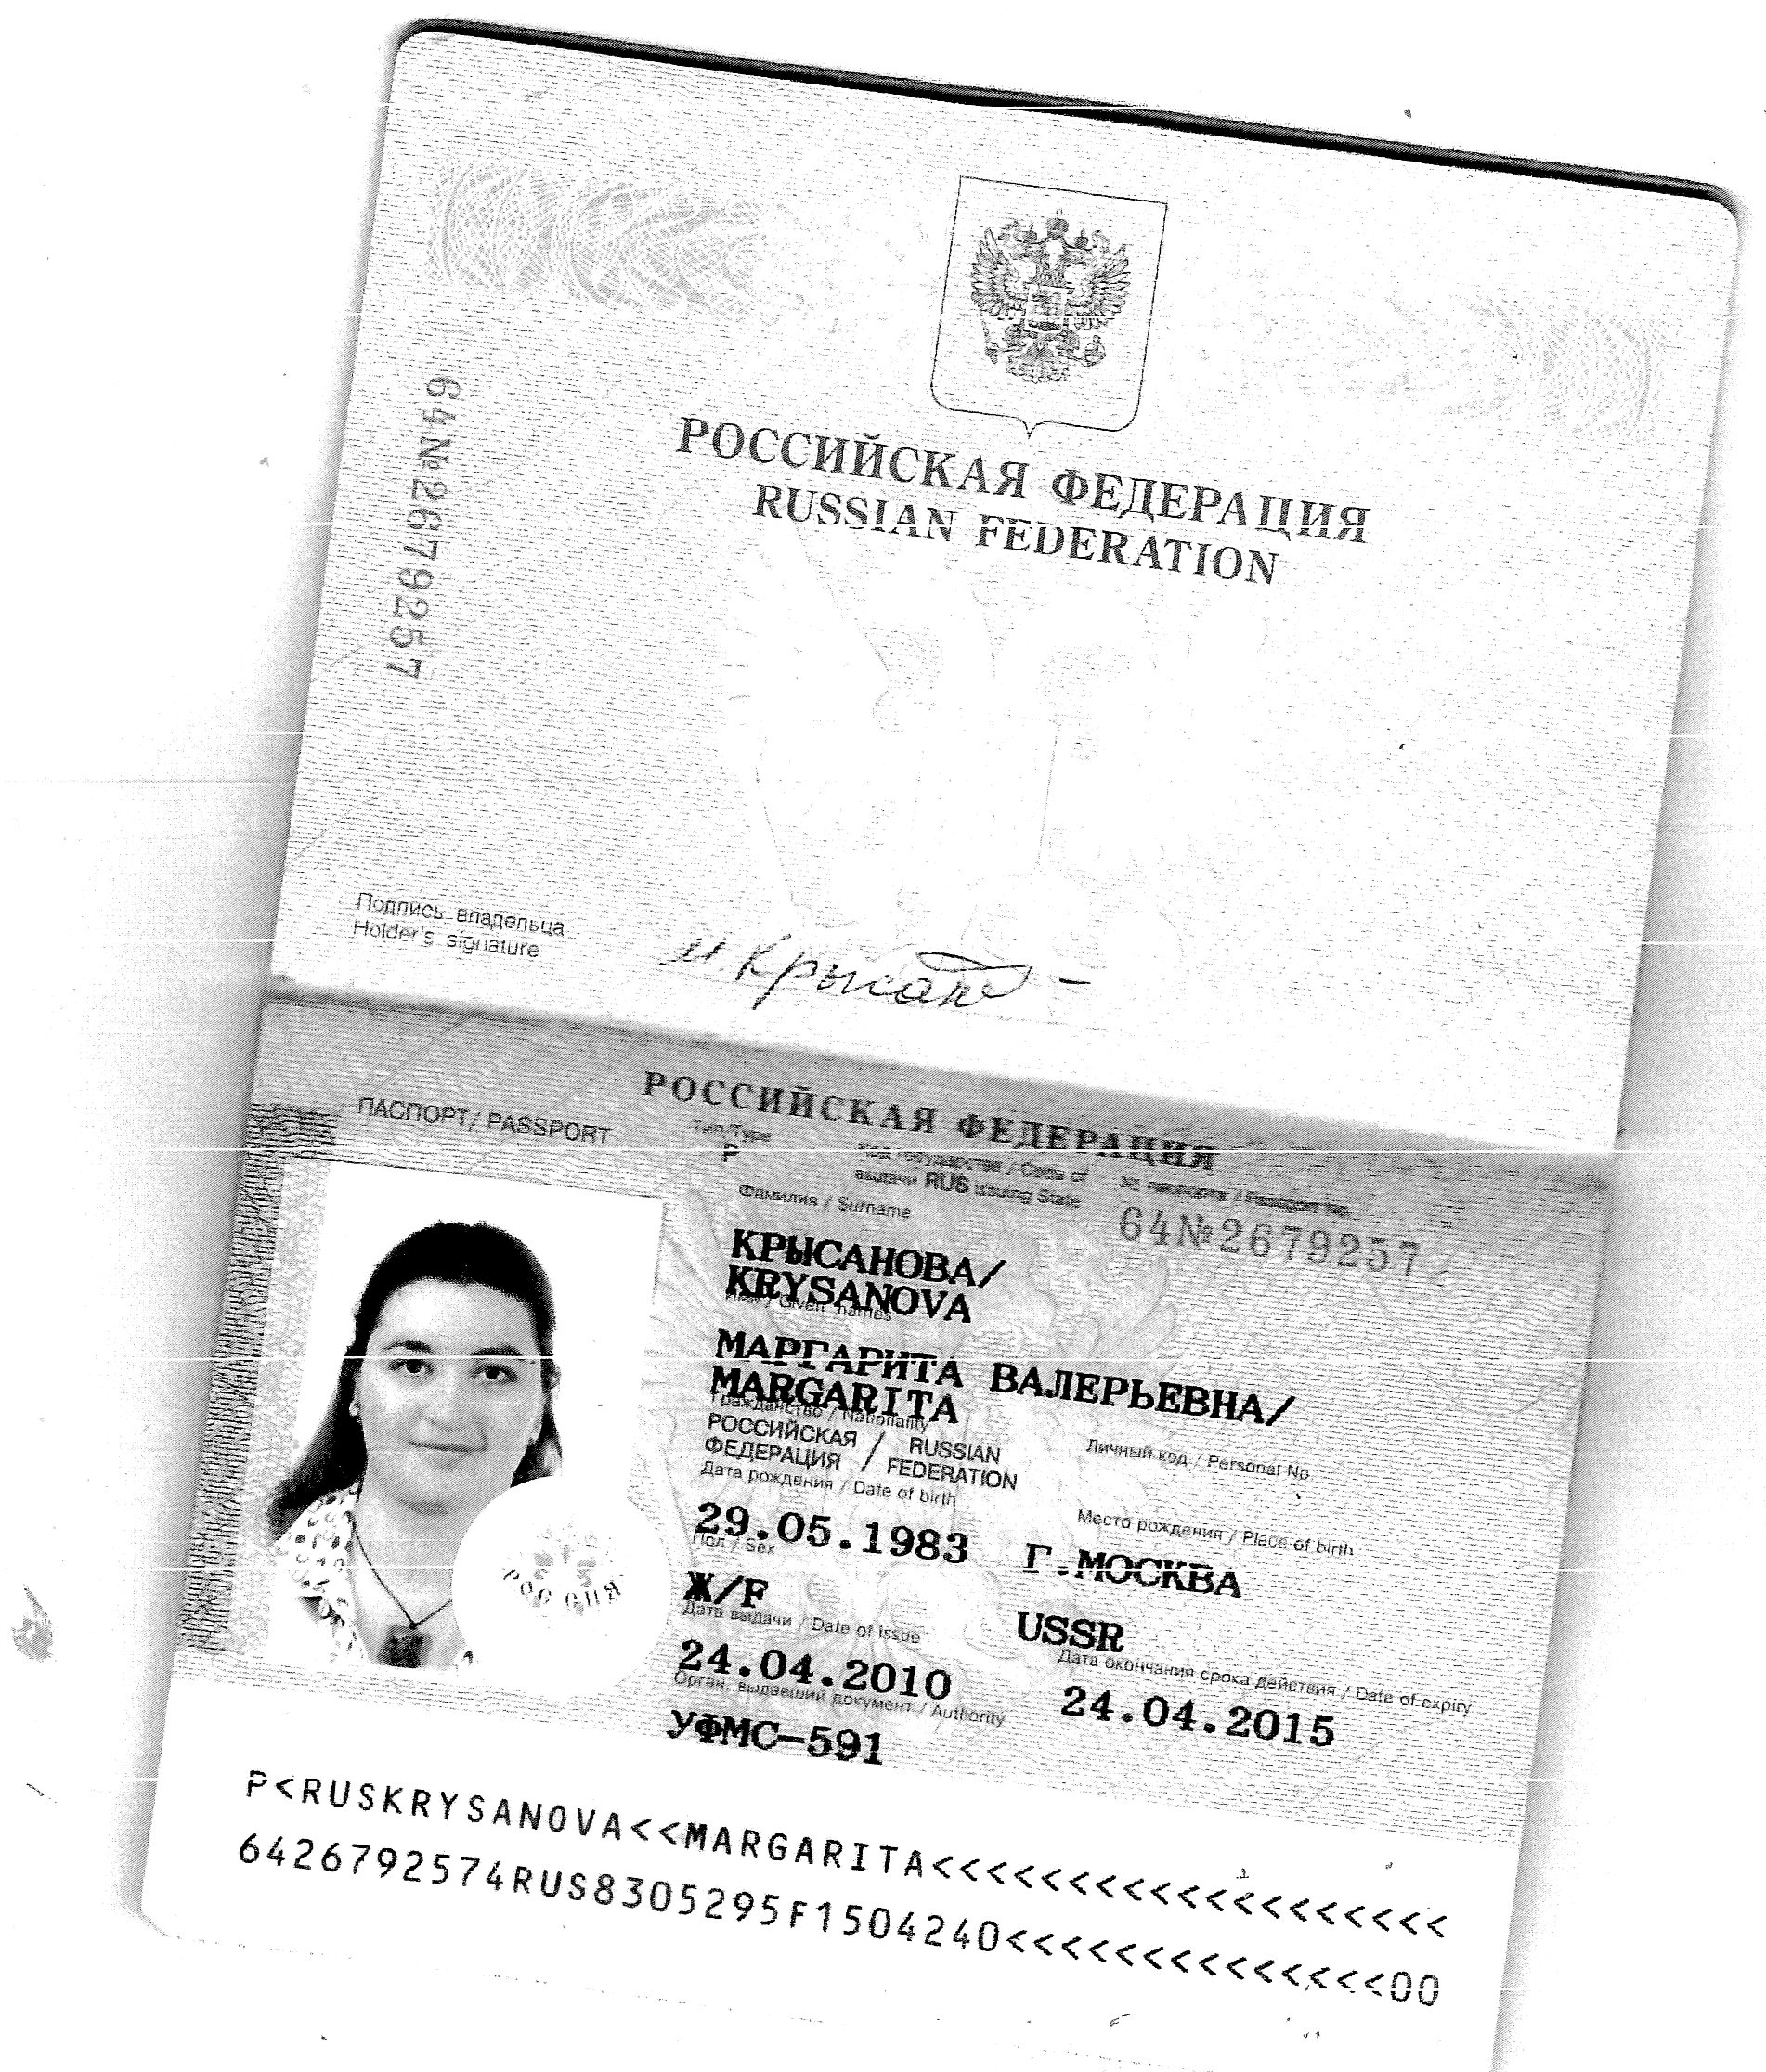 РОССИЙСКАЯ ФЕДЕРАЦИЯ
RUSSIAN FEDERATION
64№2679257
Подпись владельца
Holder's signature
М. Крысан
РОССИЙСКАЯ ФЕДЕРАЦИЯ
ПАСПОРТ / PASSPORT
Тип/Type
P
Код государства / Code of
выдачи RUS issuing State
№ паспорта / Passport No.
64№2679257
Фамилия / Surname
КРЫСАНОВА/
KRYSANOVA
Имя / Given names
МАРГАРИТА ВАЛЕРЬЕВНА/
MARGARITA
Гражданство / Nationality
РОССИЙСКАЯ / RUSSIAN
ФЕДЕРАЦИЯ / FEDERATION
Личный код / Personal No
Дата рождения / Date of birth
29.05.1983
Место рождения / Place of birth
Г.МОСКВА
Пол / Sex
Ж/F
USSR
Дата выдачи / Date of issue
24.04.2010
Дата окончания срока действия / Date of expiry
24.04.2015
Орган, выдавший документ / Authority
УФМС-591
P<RUSKRYSANOVA<<MARGARITA<<<<<<<<<<<<<<<<<<<
6426792574RUS8305295F1504240<<<<<<<<<<<<<<00